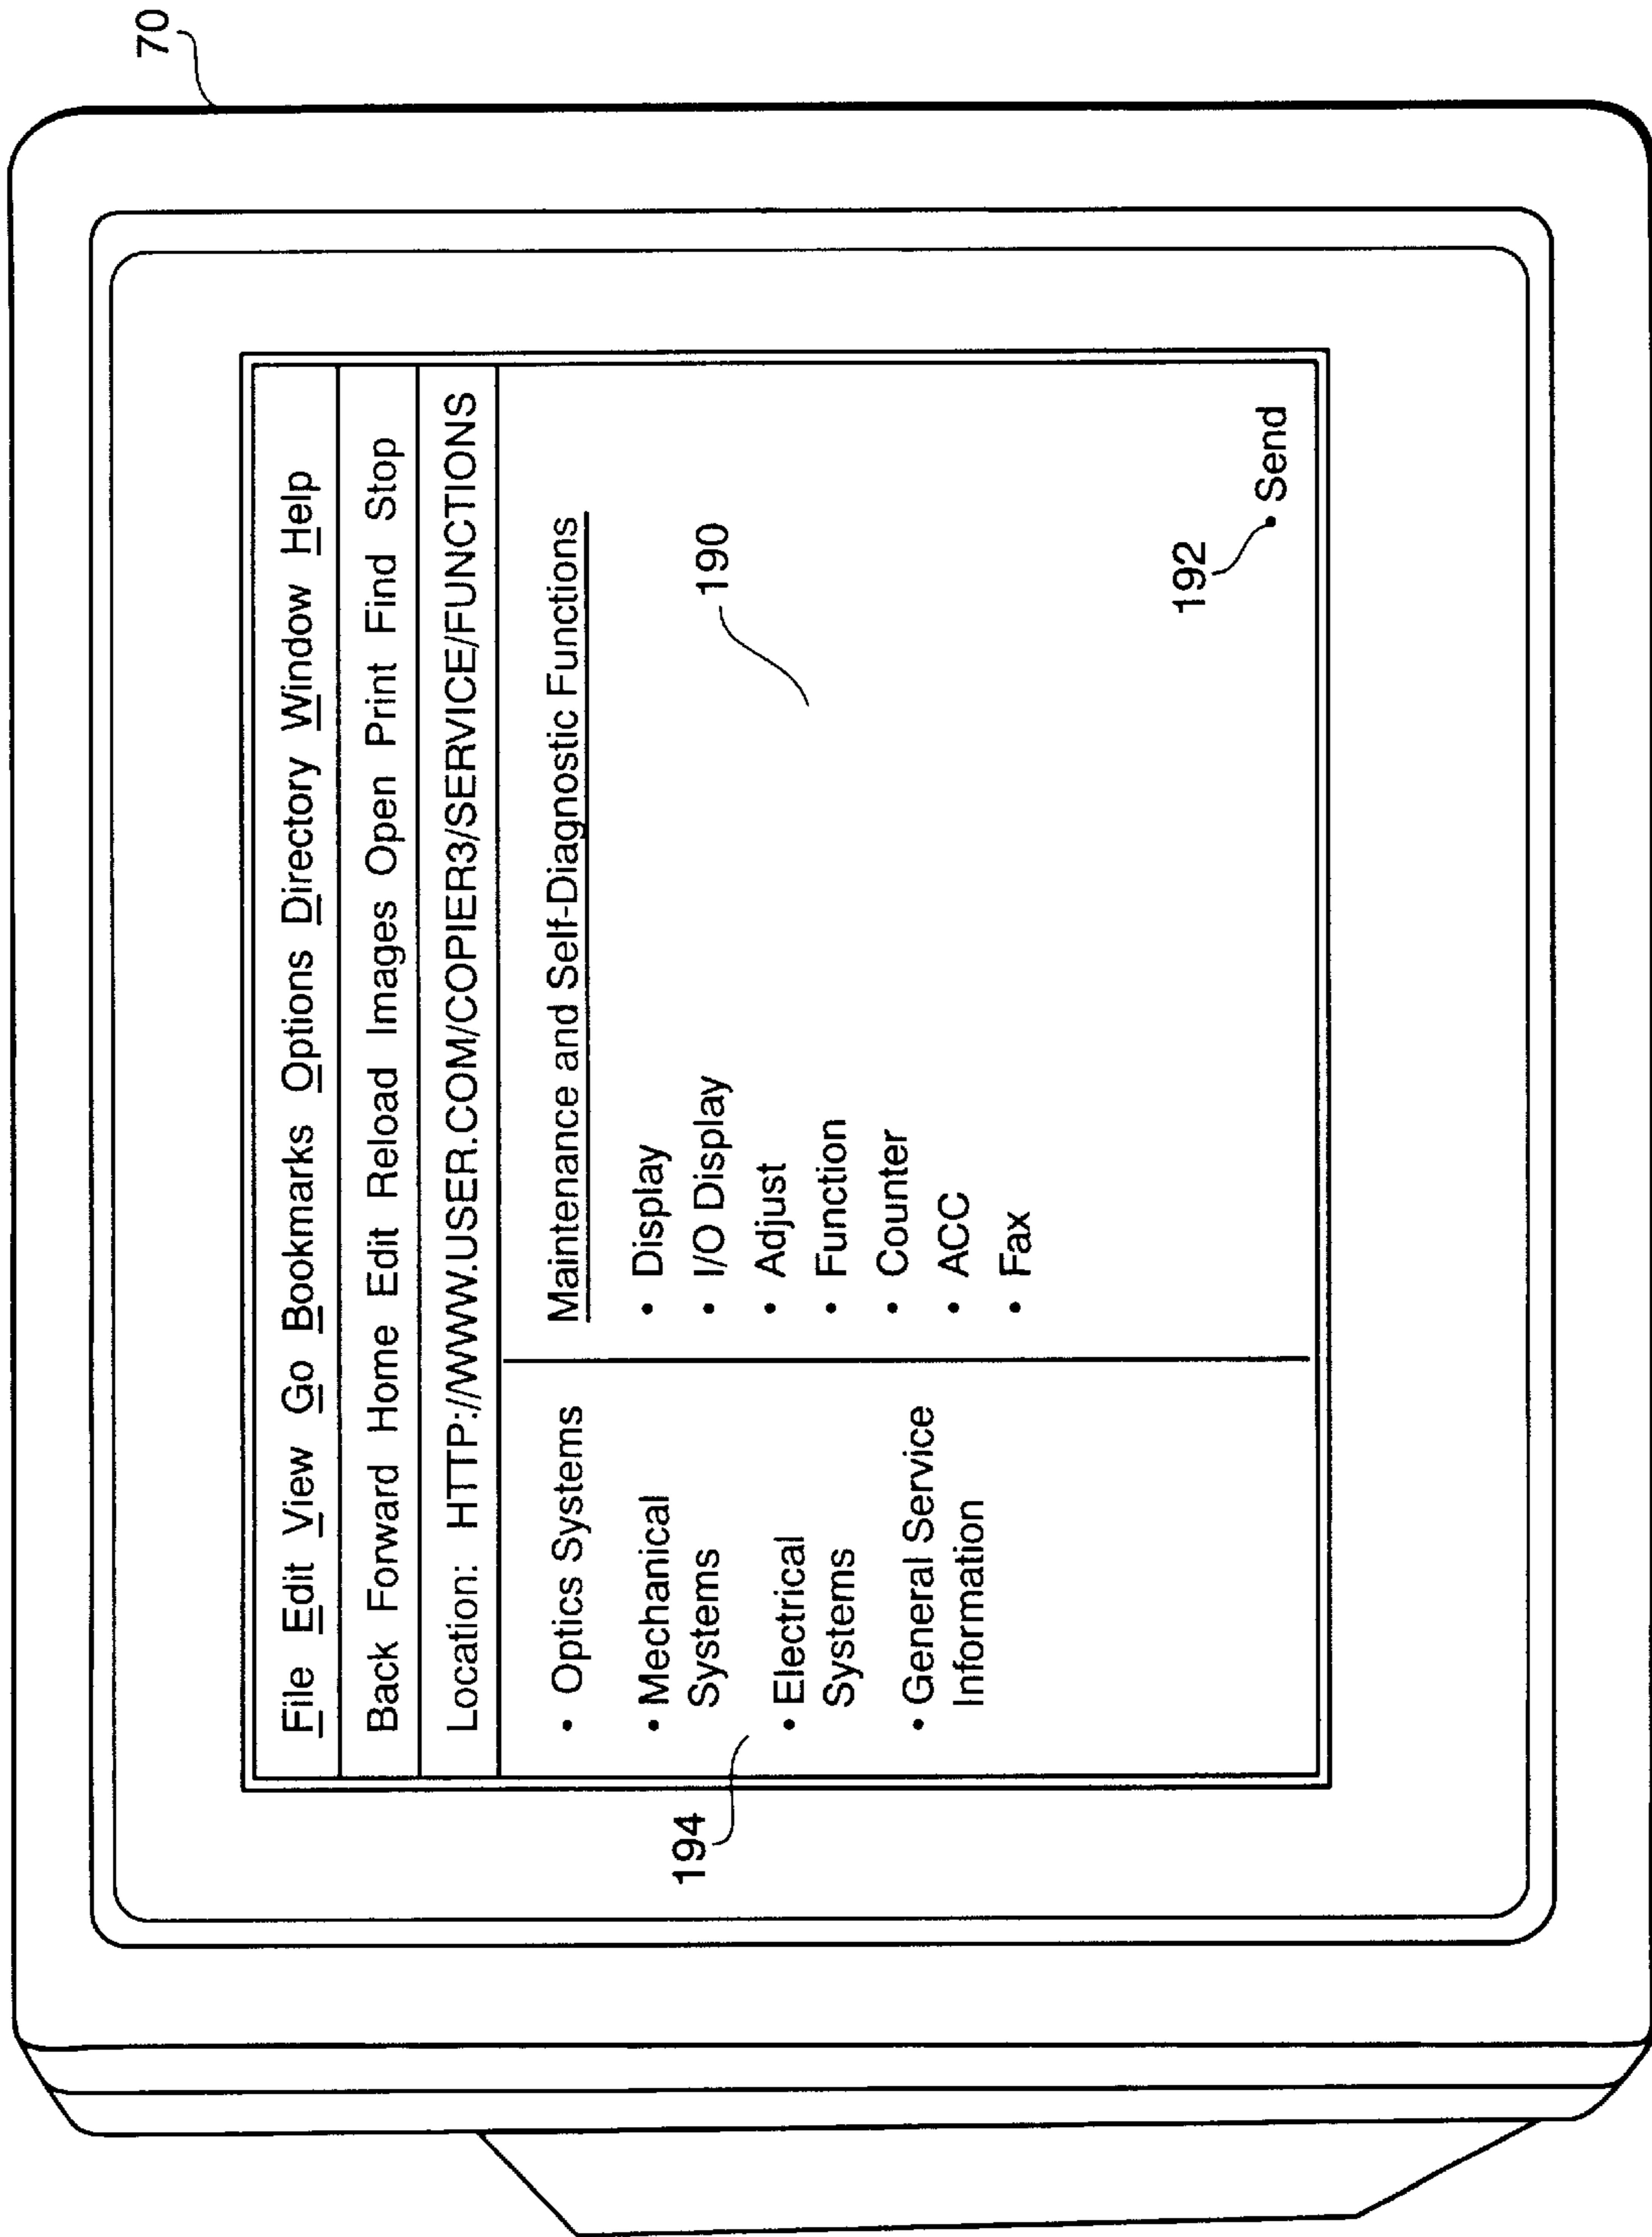 70
File Edit View Go Bookmarks Options Directory Window Help
Back Forward Home Edit Reload Images Open Print Find Stop
Location: HTTP://WWW.USER.COM/COPIER3/SERVICE/FUNCTIONS
• Optics Systems
• Mechanical
Systems
• Electrical
Systems
• General Service
Information
194
Maintenance and Self-Diagnostic Functions
• Display
• I/O Display
• Adjust
• Function
• Counter
• ACC
• Fax
190
192
• Send